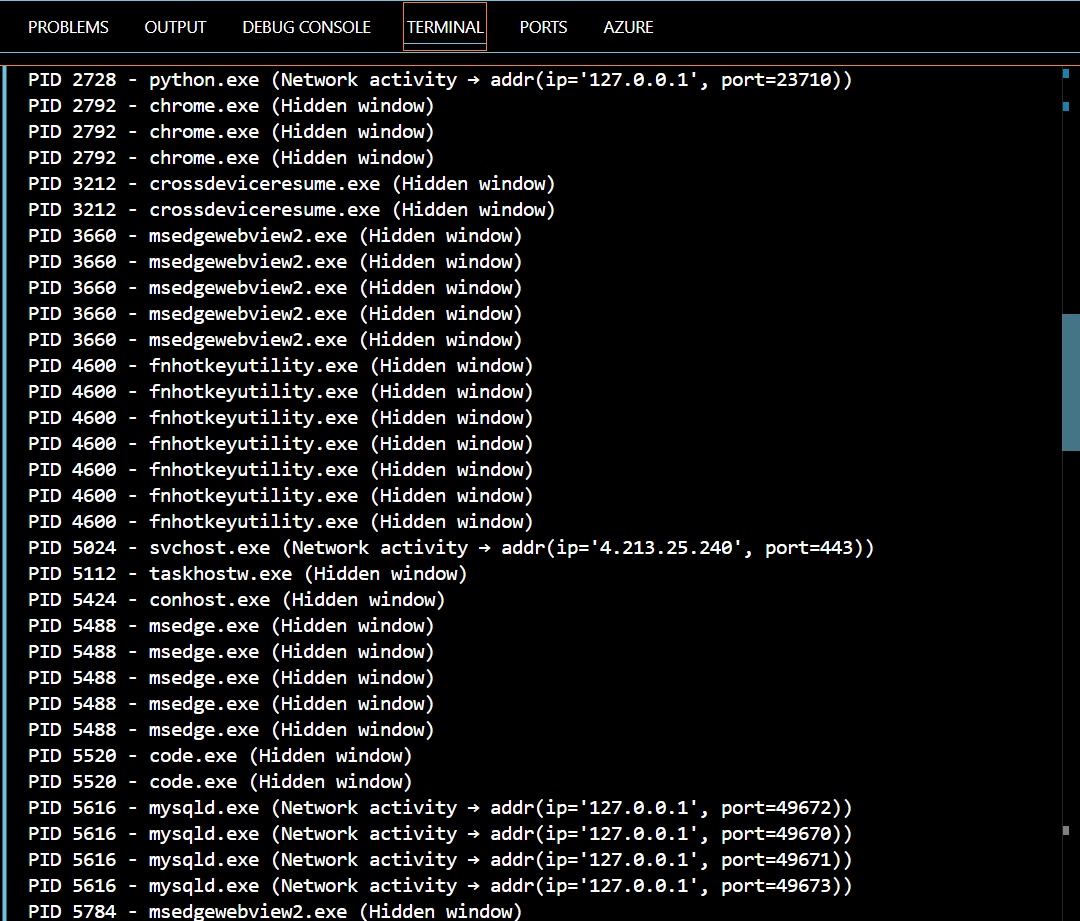 PROBLEMS OUTPUT DEBUG CONSOLE TERMINAL PORTS AZURE
PID 2728 - python.exe (Network activity → addr(ip='127.0.0.1', port=23710))
PID 2792 - chrome.exe (Hidden window)
PID 2792 - chrome.exe (Hidden window)
PID 2792 - chrome.exe (Hidden window)
PID 3212 - crossdeviceresume.exe (Hidden window)
PID 3212 - crossdeviceresume.exe (Hidden window)
PID 3660 - msedgewebview2.exe (Hidden window)
PID 3660 - msedgewebview2.exe (Hidden window)
PID 3660 - msedgewebview2.exe (Hidden window)
PID 3660 - msedgewebview2.exe (Hidden window)
PID 3660 - msedgewebview2.exe (Hidden window)
PID 4600 - fnhotkeyutility.exe (Hidden window)
PID 4600 - fnhotkeyutility.exe (Hidden window)
PID 4600 - fnhotkeyutility.exe (Hidden window)
PID 4600 - fnhotkeyutility.exe (Hidden window)
PID 4600 - fnhotkeyutility.exe (Hidden window)
PID 4600 - fnhotkeyutility.exe (Hidden window)
PID 4600 - fnhotkeyutility.exe (Hidden window)
PID 5024 - svchost.exe (Network activity → addr(ip='4.213.25.240', port=443))
PID 5112 - taskhostw.exe (Hidden window)
PID 5424 - conhost.exe (Hidden window)
PID 5488 - msedge.exe (Hidden window)
PID 5488 - msedge.exe (Hidden window)
PID 5488 - msedge.exe (Hidden window)
PID 5488 - msedge.exe (Hidden window)
PID 5488 - msedge.exe (Hidden window)
PID 5520 - code.exe (Hidden window)
PID 5520 - code.exe (Hidden window)
PID 5616 - mysqld.exe (Network activity → addr(ip='127.0.0.1', port=49672))
PID 5616 - mysqld.exe (Network activity → addr(ip='127.0.0.1', port=49670))
PID 5616 - mysqld.exe (Network activity → addr(ip='127.0.0.1', port=49671))
PID 5616 - mysqld.exe (Network activity → addr(ip='127.0.0.1', port=49673))
PID 5784 - msedgewebview2.exe (Hidden window)